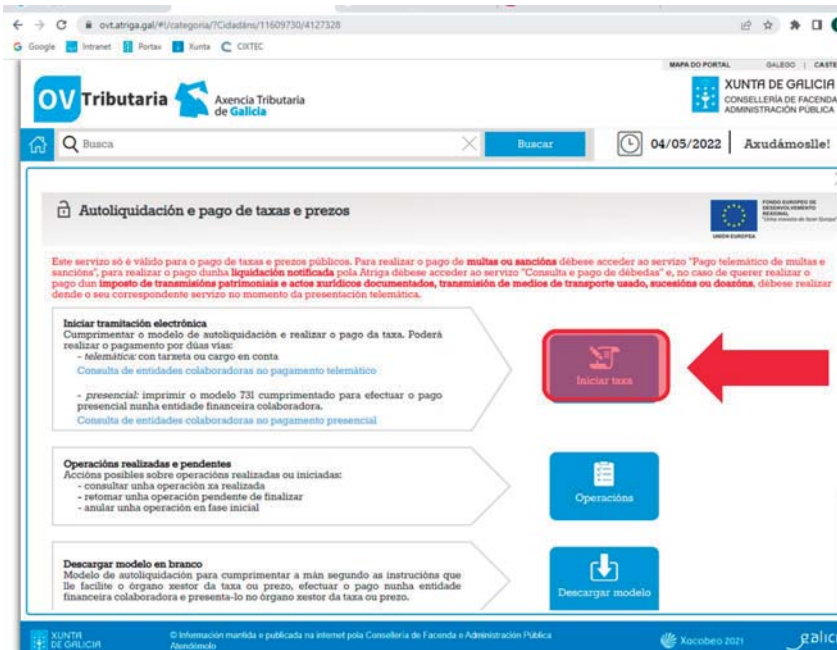 ovt.atriga.gal/#!/categoria/?Cidadáns/11609730/4127328
Google Intranet Portax Xunta CIXTEC
MAPA DO PORTAL GALEGO | CASTE
OV Tributaria Axencia Tributaria
de Galicia
XUNTA DE GALICIA
CONSELLERÍA DE FACENDA
ADMINISTRACIÓN PÚBLICA
Busca Buscar 04/05/2022 Axudámoslle!
Autoliquidación e pago de taxas e prezos
FONDO EUROPEO DE
DESENVOLVEMENTO
REXIONAL
"Unha maneira de facer Europa"
UNIÓN EUROPEA
Este servizo só é válido para o pago de taxas e prezos públicos. Para realizar o pago de multas ou sancións débese acceder ao servizo "Pago telemático de multas e
sancións", para realizar o pago dunha liquidación notificada pola Atriga débese acceder ao servizo "Consulta e pago de débedas" e, no caso de querer realizar o
pago dun imposto de transmisións patrimoniais e actos xurídicos documentados, transmisión de medios de transporte usado, sucesións ou doazóns, débese realizar
dende o seu correspondente servizo no momento da presentación telemática.
Iniciar tramitación electrónica
Cumprimentar o modelo de autoliquidación e realizar o pago da taxa. Poderá
realizar o pagamento por dúas vías:
- telemática: con tarxeta ou cargo en conta
Consulta de entidades colaboradoras no pagamento telemático
- presencial: imprimir o modelo 731 cumprimentado para efectuar o pago
presencial nunha entidade financeira colaboradora.
Consulta de entidades colaboradoras no pagamento presencial
Iniciar taxa
Operacións realizadas e pendentes
Accións posibles sobre operacións realizadas ou iniciadas:
- consultar unha operación xa realizada
- retomar unha operación pendente de finalizar
- anular unha operación en fase inicial
Operacións
Descargar modelo en branco
Modelo de autoliquidación para cumprimentar a mán segundo as instrucións que
lle facilite o órgano xestor da taxa ou prezo, efectuar o pago nunha entidade
financeira colaboradora e presenta-lo no órgano xestor da taxa ou prezo.
Descargar modelo
XUNTA
DE GALICIA
© Información mantida e publicada na internet pola Consellería de Facenda e Administración Pública
Atendémolo
Xacobeo 2021
galici